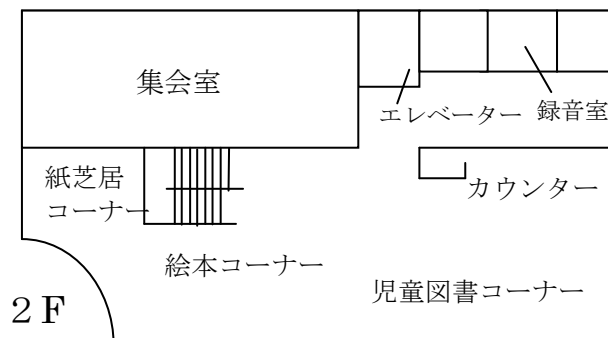 集会室
エレベーター
録音室
紙芝居
コーナー
カウンター
絵本コーナー
児童図書コーナー
２F